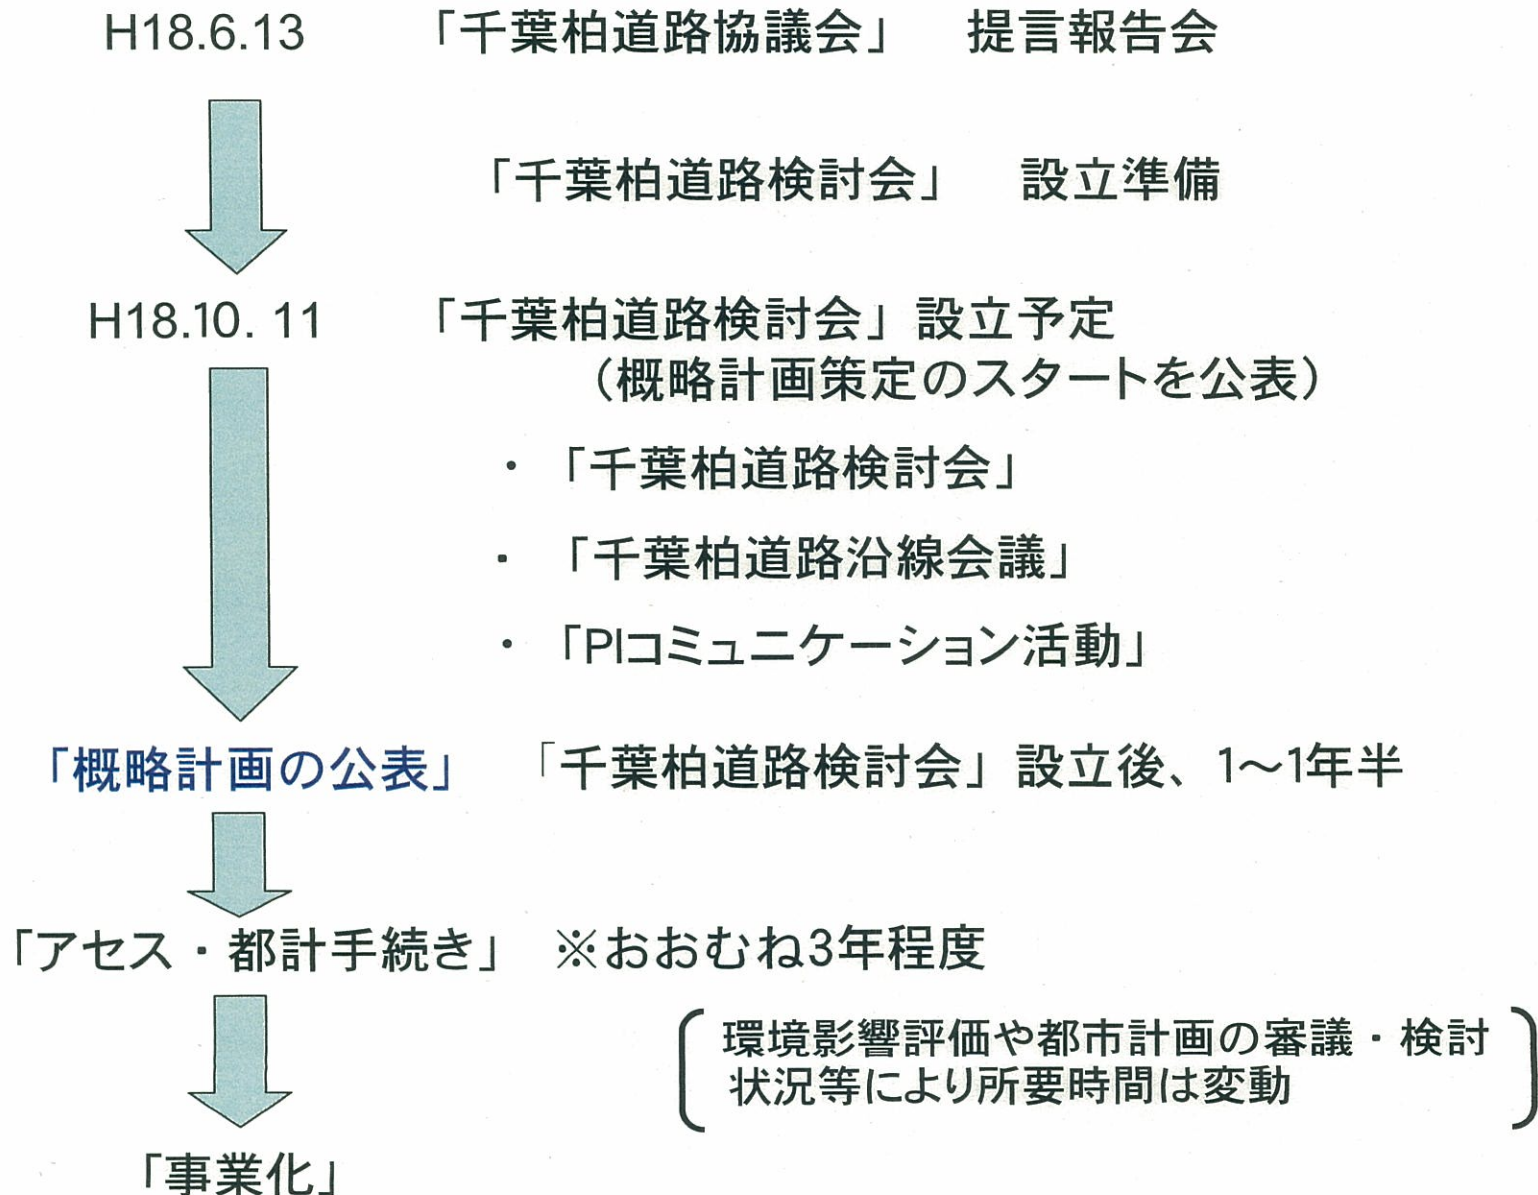 H18.6.13 「千葉柏道路協議会」 提言報告会
「千葉柏道路検討会」 設立準備
H18.10. 11 「千葉柏道路検討会」設立予定
（概略計画策定のスタートを公表）
・「千葉柏道路検討会」
・「千葉柏道路沿線会議」
・「PIコミュニケーション活動」
「概略計画の公表」 「千葉柏道路検討会」設立後、1～1年半
「アセス・都計手続き」 ※おおむね3年程度
環境影響評価や都市計画の審議・検討
状況等により所要時間は変動
「事業化」